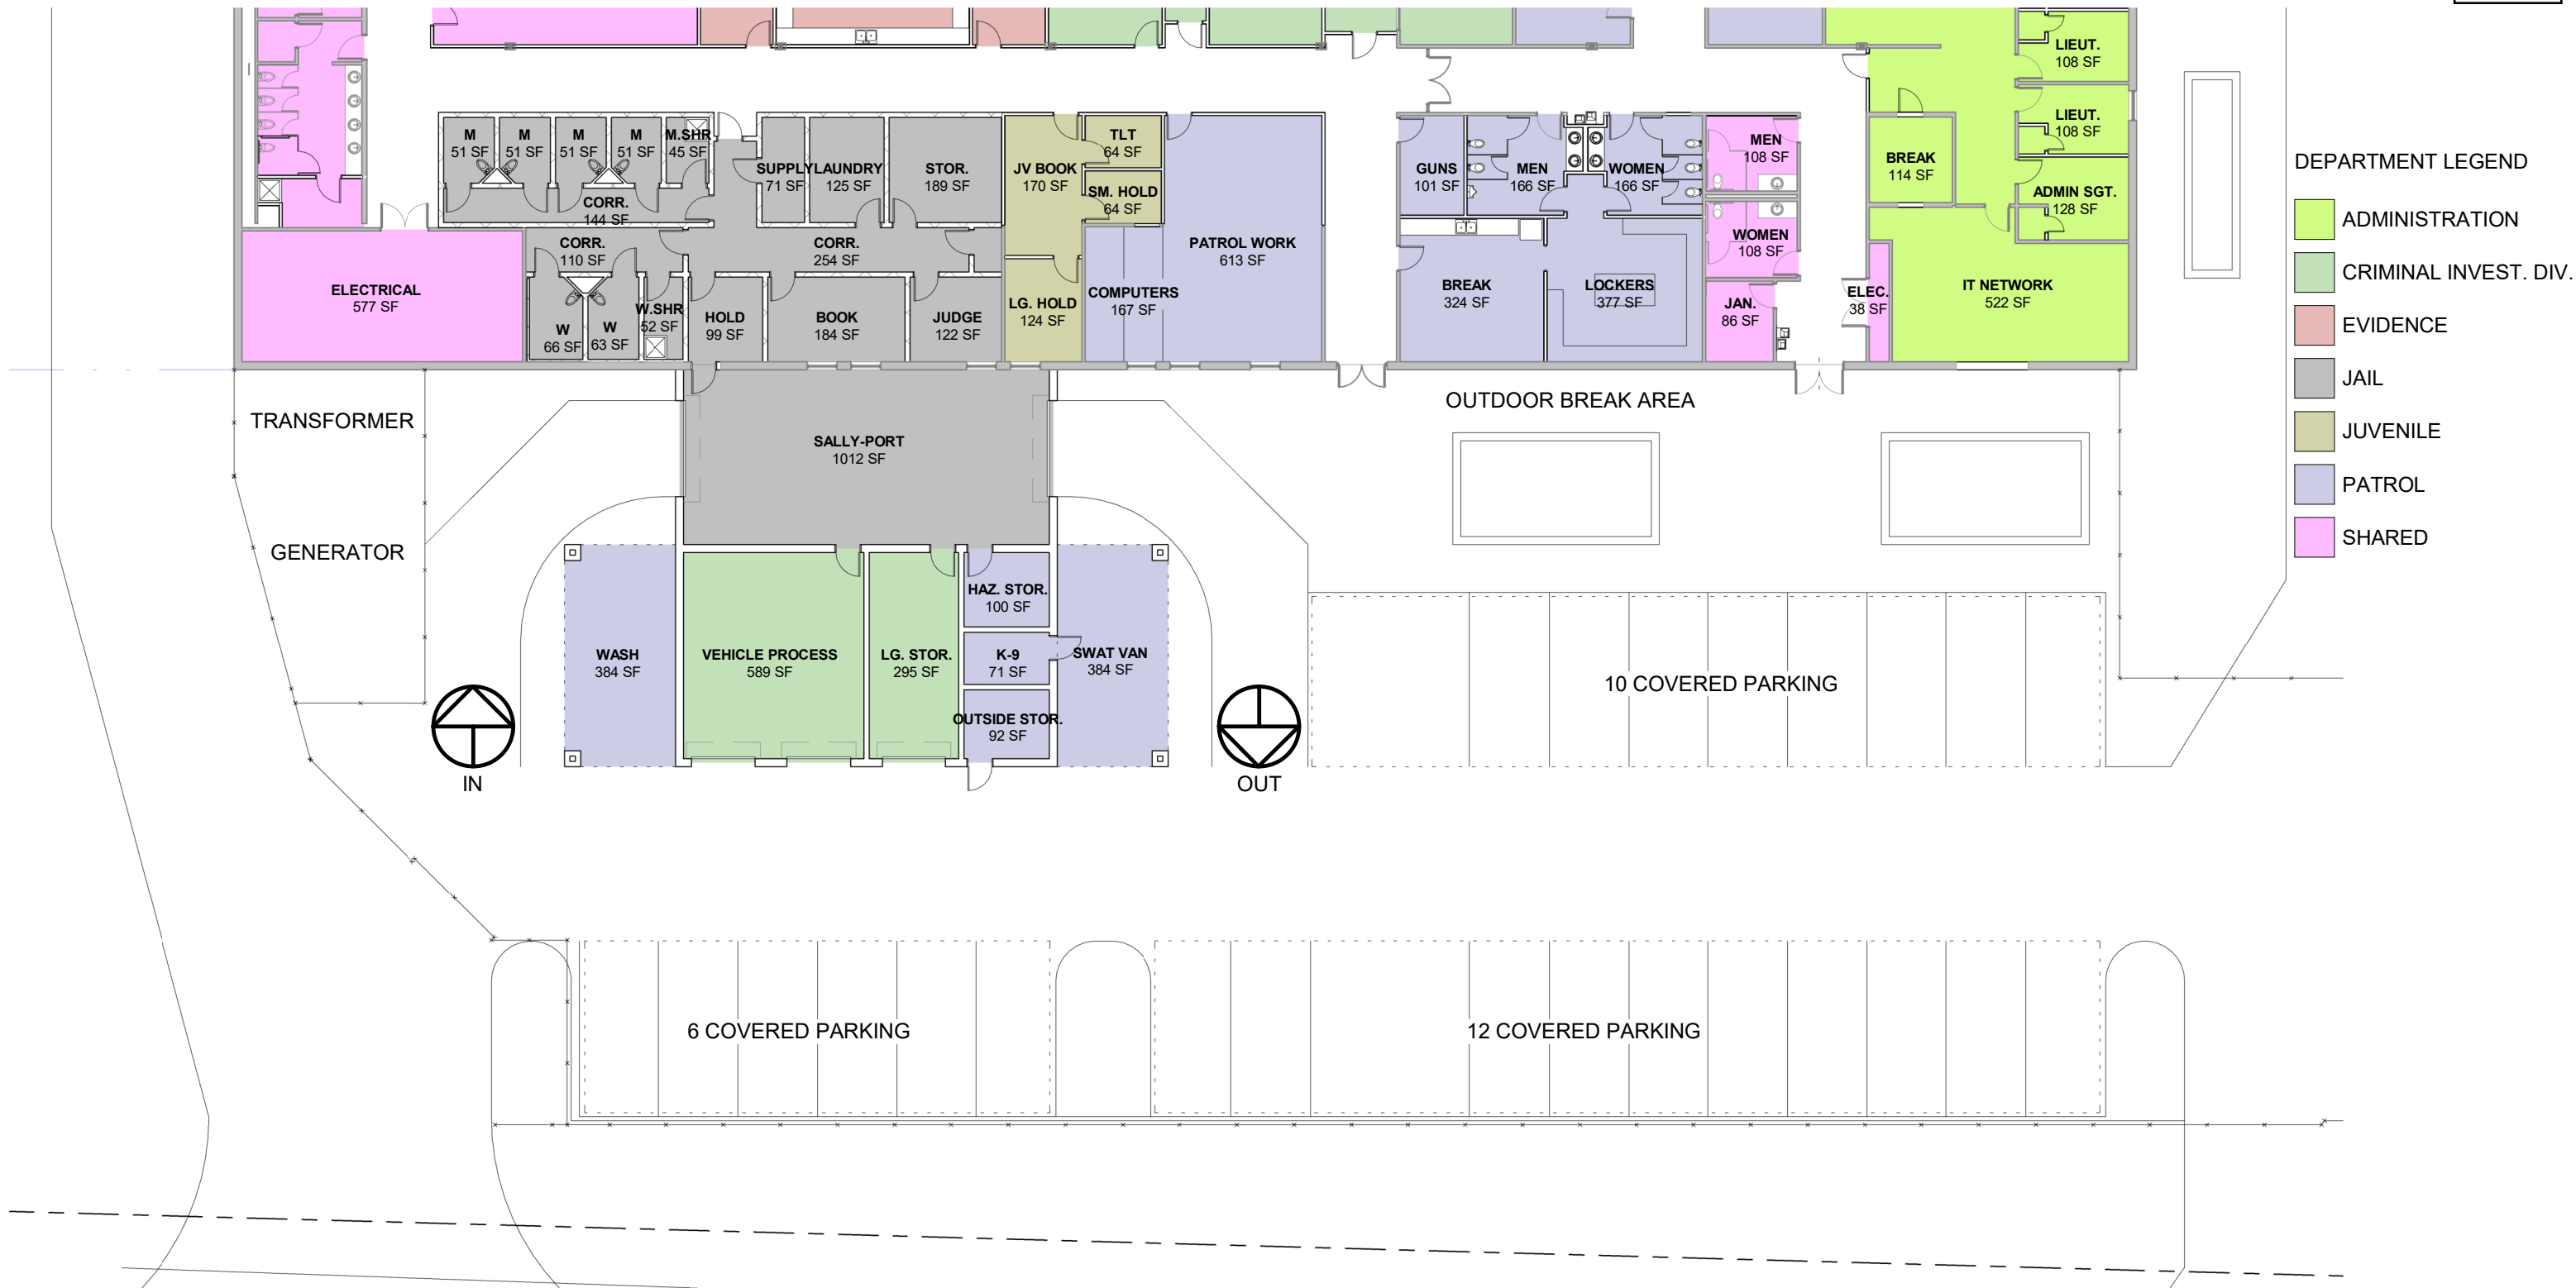 LIEUT.
108 SF
LIEUT.
108 SF
M
51 SF
M
51 SF
M
51 SF
M
51 SF
M.SHR
45 SF
CORR.
144 SF
SUPPLY
71 SF
LAUNDRY
125 SF
STOR.
189 SF
JV BOOK
170 SF
TLT
64 SF
SM. HOLD
64 SF
PATROL WORK
613 SF
GUNS
101 SF
MEN
166 SF
WOMEN
166 SF
MEN
108 SF
WOMEN
108 SF
BREAK
114 SF
ADMIN SGT.
128 SF
ELECTRICAL
577 SF
CORR.
110 SF
CORR.
254 SF
W
66 SF
W
63 SF
W.SHR
52 SF
HOLD
99 SF
BOOK
184 SF
JUDGE
122 SF
LG. HOLD
124 SF
COMPUTERS
167 SF
BREAK
324 SF
LOCKERS
377 SF
JAN.
86 SF
ELEC.
38 SF
IT NETWORK
522 SF
DEPARTMENT LEGEND
ADMINISTRATION
CRIMINAL INVEST. DIV.
EVIDENCE
JAIL
JUVENILE
PATROL
SHARED
TRANSFORMER
GENERATOR
SALLY-PORT
1012 SF
OUTDOOR BREAK AREA
WASH
384 SF
VEHICLE PROCESS
589 SF
LG. STOR.
295 SF
HAZ. STOR.
100 SF
K-9
71 SF
OUTSIDE STOR.
92 SF
SWAT VAN
384 SF
IN
OUT
10 COVERED PARKING
6 COVERED PARKING
12 COVERED PARKING